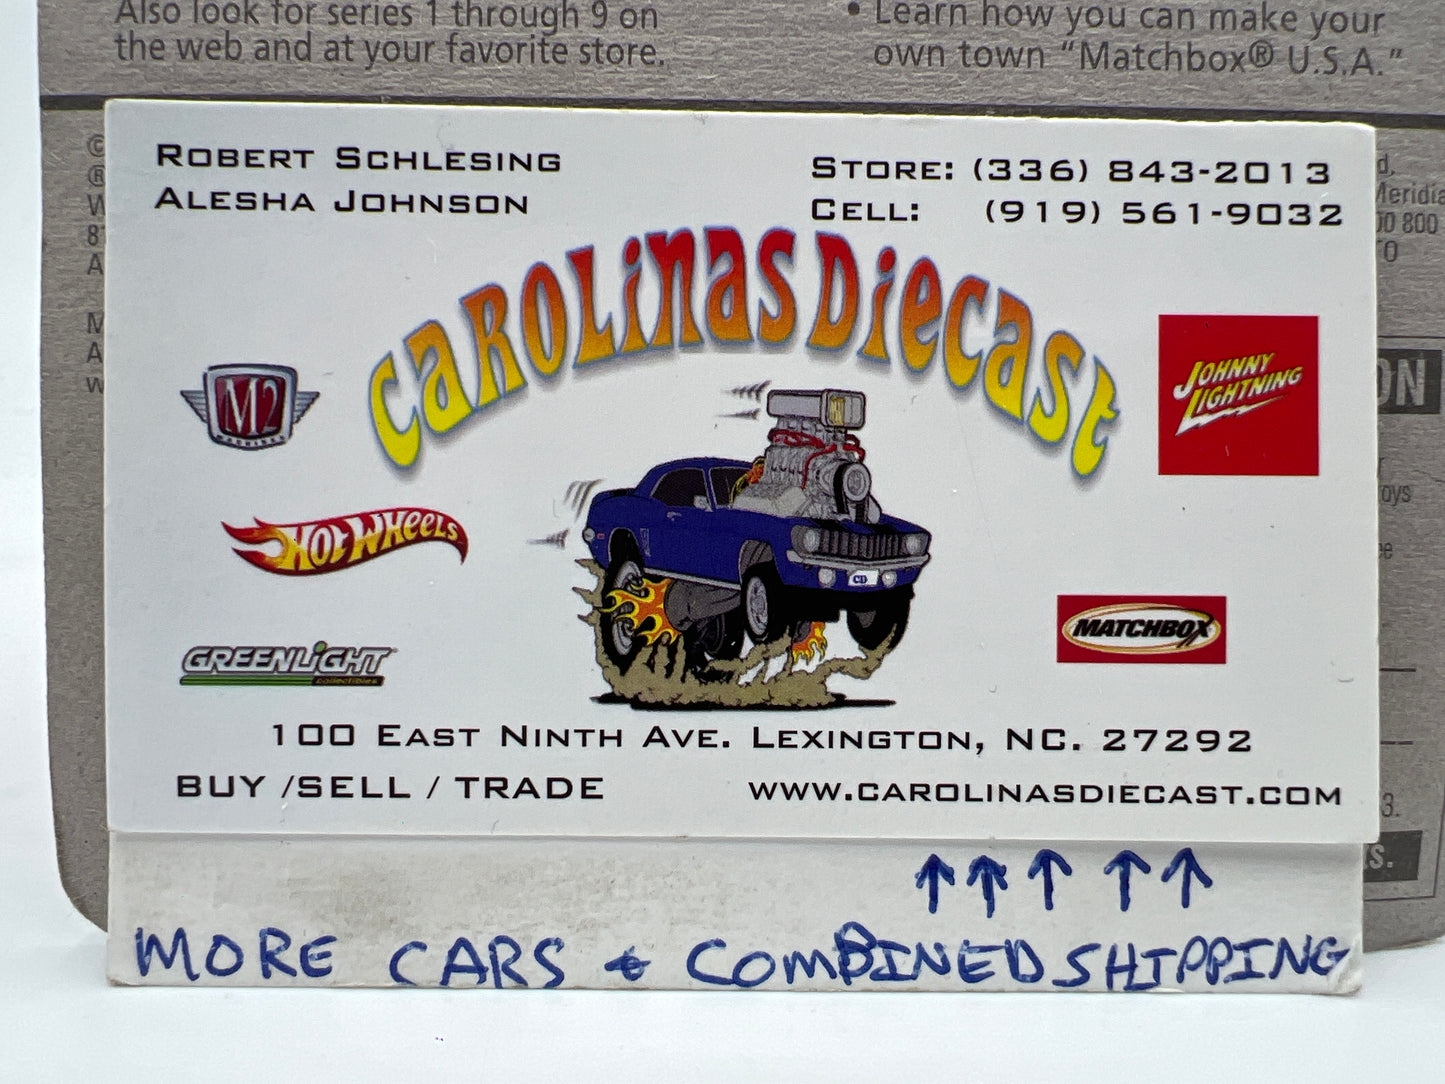 Also look for series 1 through 9 on
the web and at your favorite store.
• Learn how you can make your
own town "Matchbox® U.S.A."
ROBERT SCHLESING
ALESHA JOHNSON
STORE: (336) 843-2013
CELL: (919) 561-9032
CAROLINAS DIECAST
M2
MACHINES
JOHNNY
LIGHTNING
HOT WHEELS
CD
MATCHBOX
GREENLIGHT
collectibles
100 EAST NINTH AVE. LEXINGTON, NC. 27292
BUY /SELL / TRADE
WWW.CAROLINASDIECAST.COM
↑ ↑ ↑ ↑ ↑
MORE CARS & COMBINED SHIPPING